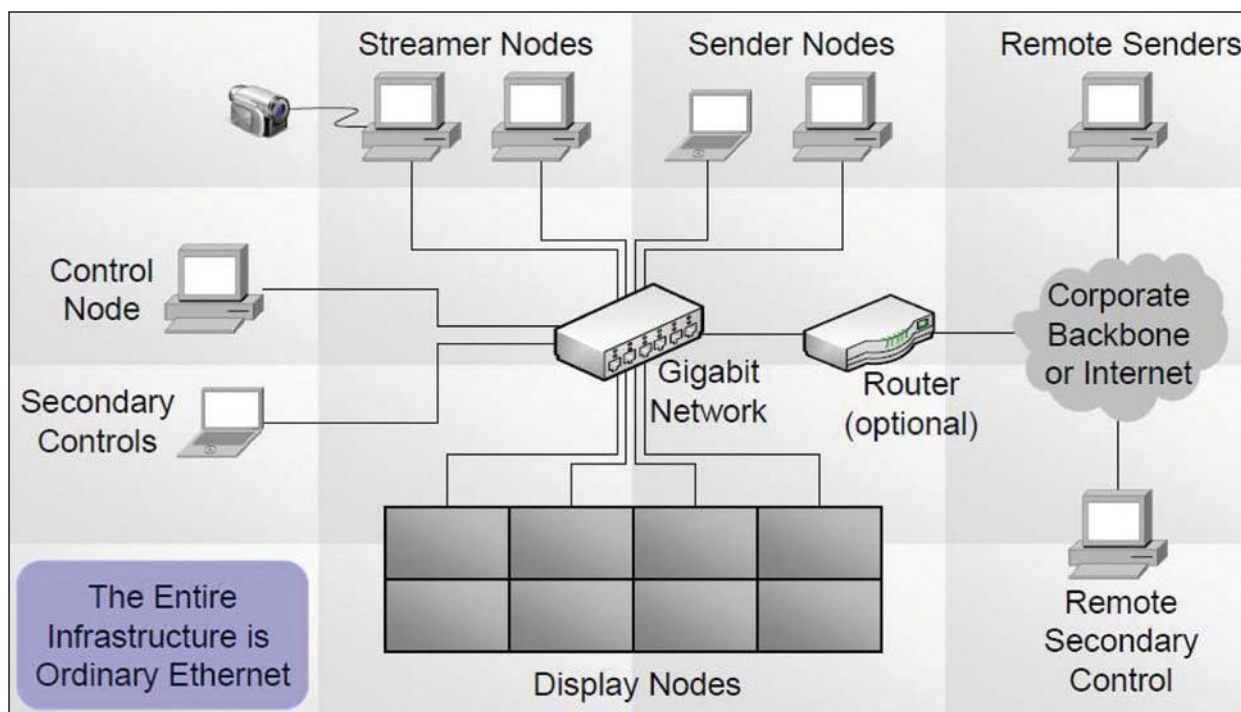 Streamer Nodes
Sender Nodes
Remote Senders
Control
Node
Corporate
Backbone
or Internet
Gigabit
Network
Router
(optional)
Secondary
Controls
The Entire
Infrastructure is
Ordinary Ethernet
Display Nodes
Remote
Secondary
Control